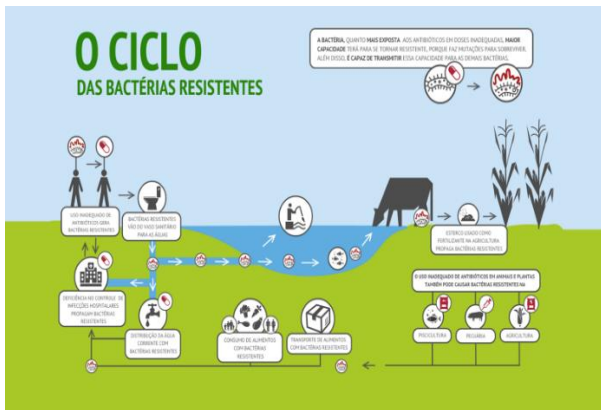 O CICLO
DAS BACTÉRIAS RESISTENTES
A BACTÉRIA, QUANTO MAIS EXPOSTA AOS ANTIBIÓTICOS EM DOSES INADEQUADAS, MAIOR
CAPACIDADE TERÁ PARA SE TORNAR RESISTENTE, PORQUE FAZ MUTAÇÕES PARA SOBREVIVER.
ALÉM DISSO, É CAPAZ DE TRANSMITIR ESSA CAPACIDADE PARA AS DEMAIS BACTÉRIAS.
USO INADEQUADO DE
ANTIBIÓTICOS GERA
BACTÉRIAS RESISTENTES
BACTÉRIAS RESISTENTES
VÃO DO VASO SANITÁRIO
PARA AS ÁGUAS
ESTERCO USADO COMO
FERTILIZANTE NA AGRICULTURA
PROPAGA BACTÉRIAS RESISTENTES
O USO INADEQUADO DE ANTIBIÓTICOS EM ANIMAIS E PLANTAS
TAMBÉM PODE CAUSAR BACTÉRIAS RESISTENTES NA
PISCICULTURA
PECUÁRIA
AGRICULTURA
DEFICIÊNCIA NO CONTROLE DE
INFECÇÕES HOSPITALARES
PROPAGAM BACTÉRIAS
RESISTENTES
DISTRIBUIÇÃO DA ÁGUA
CORRENTE COM
BACTÉRIAS RESISTENTES
CONSUMO DE ALIMENTOS
COM BACTÉRIAS
RESISTENTES
TRANSPORTE DE ALIMENTOS
COM BACTÉRIAS RESISTENTES